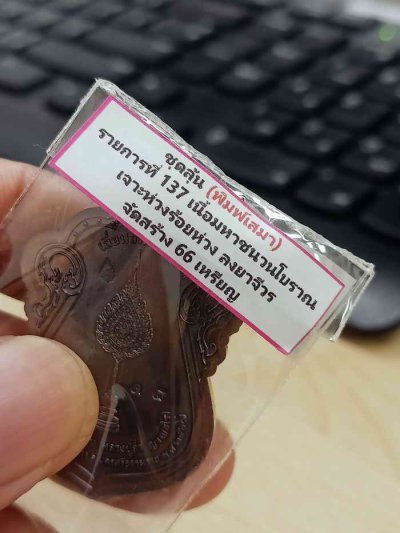 ชุดลุ้น (พิมพ์เสมา)
รายการที่ 137 เนื้อมหาชนวนโบราณ
เจาะห่วงร้อยห่วง ลงยาจีวร
จัดสร้าง 66 เหรียญ